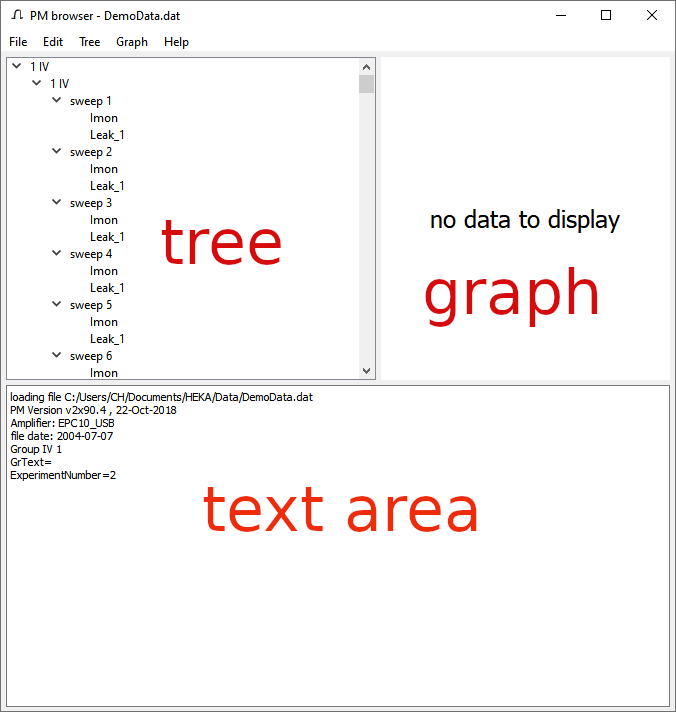 PM browser - DemoData.dat
File Edit Tree Graph Help
1 IV
1 IV
sweep 1
Imon
Leak_1
sweep 2
Imon
Leak_1
sweep 3
Imon
Leak_1
sweep 4
Imon
Leak_1
sweep 5
Imon
Leak_1
sweep 6
Imon
tree
no data to display
graph
loading file C:/Users/CH/Documents/HEKA/Data/DemoData.dat
PM Version v2x90.4 , 22-Oct-2018
Amplifier: EPC10_USB
file date: 2004-07-07
Group IV 1
GrText=
ExperimentNumber=2
text area